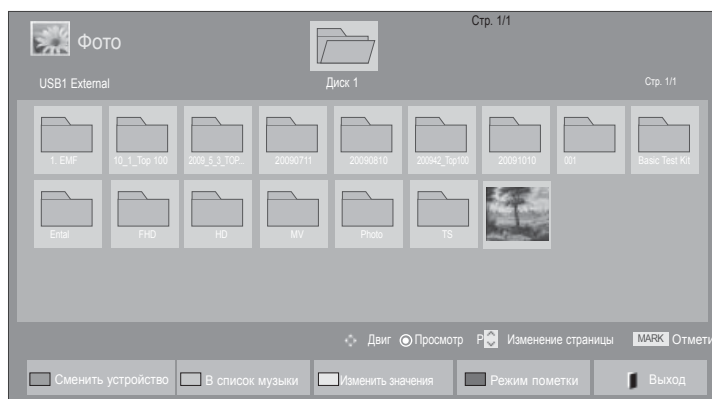 Стр. 1/1
Фото
USB1 External
Диск 1
Стр. 1/1
1. EMF
10_1_Top 100
2009_5_3_TOP...
20090711
20090810
200942_Top100
20091010
001
Basic Test Kit
Ental
FHD
HD
MV
Photo
TS
Двиг Просмотр P Изменение страницы MARK Отмети
Сменить устройство В список музыки Изменить значения Режим пометки Выход